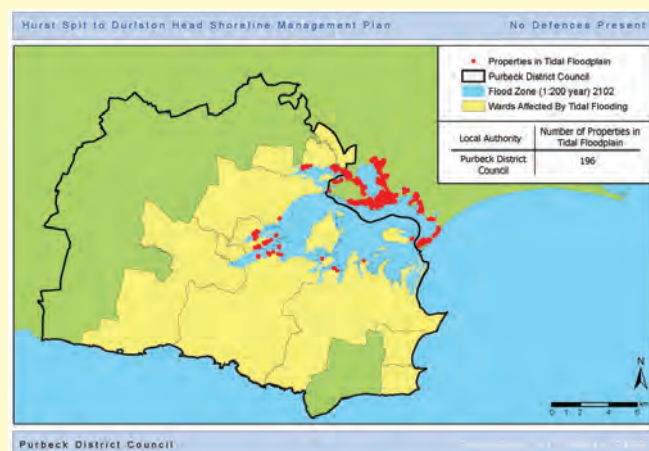 Hurst Spit to Durlston Head Shoreline Management Plan
No Defences Present
Properties in Tidal Floodplain
Purbeck District Council
Flood Zone (1:200 year) 2102
Wards Affected By Tidal Flooding
Local Authority
Number of Properties in
Tidal Floodplain
Purbeck District
Council
196
N
0 1 2 4 6
km
Purbeck District Council